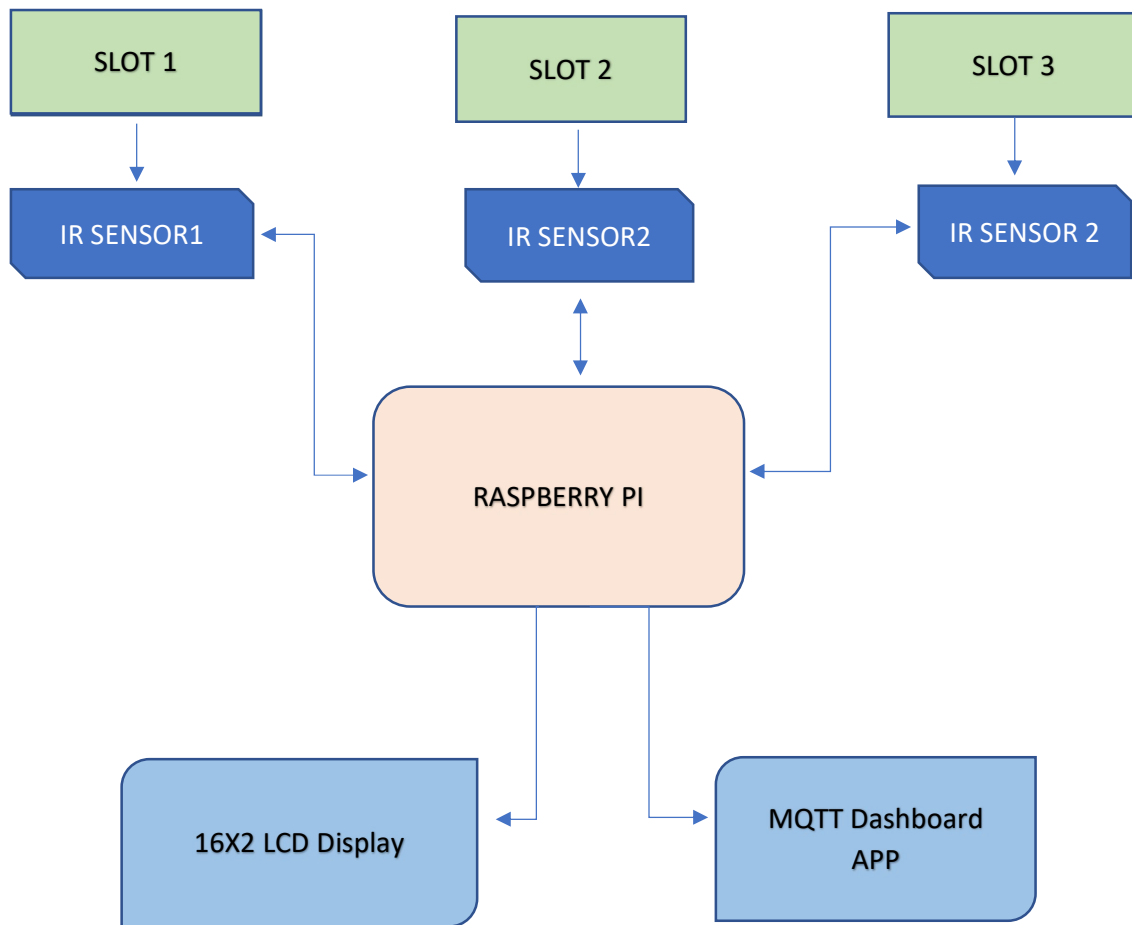 SLOT 1
SLOT 2
SLOT 3
IR SENSOR1
IR SENSOR2
IR SENSOR 2
RASPBERRY PI
16X2 LCD Display
MQTT Dashboard
APP